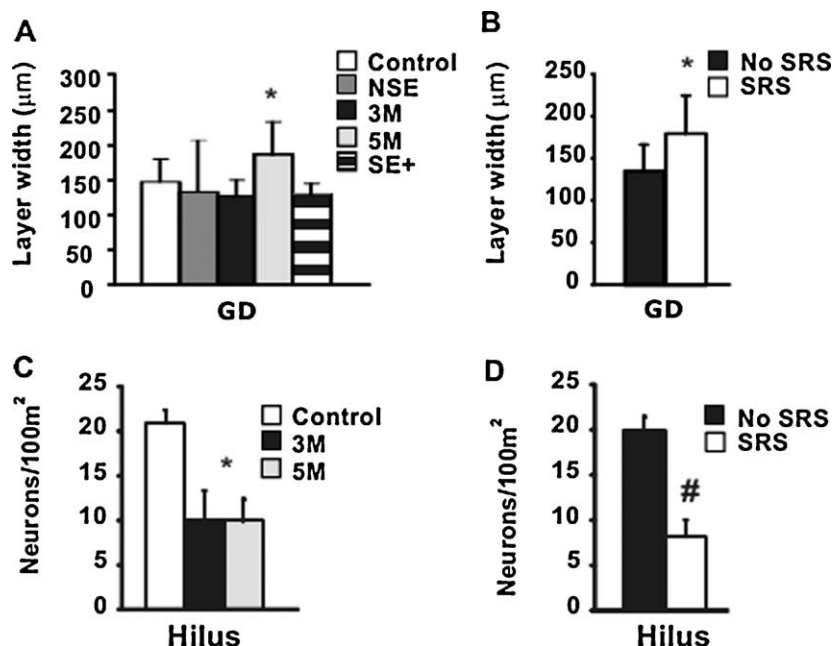 A
Layer width (μm)
300
250
200
150
100
50
0
*
Control
NSE
3M
5M
SE+
GD
B
Layer width( μm)
250
200
150
100
50
0
*
No SRS
SRS
GD
C
Neurons/100m²
25
20
15
10
5
0
*
Control
3M
5M
Hilus
D
Neurons/100m²
25
20
15
10
5
0
#
No SRS
SRS
Hilus